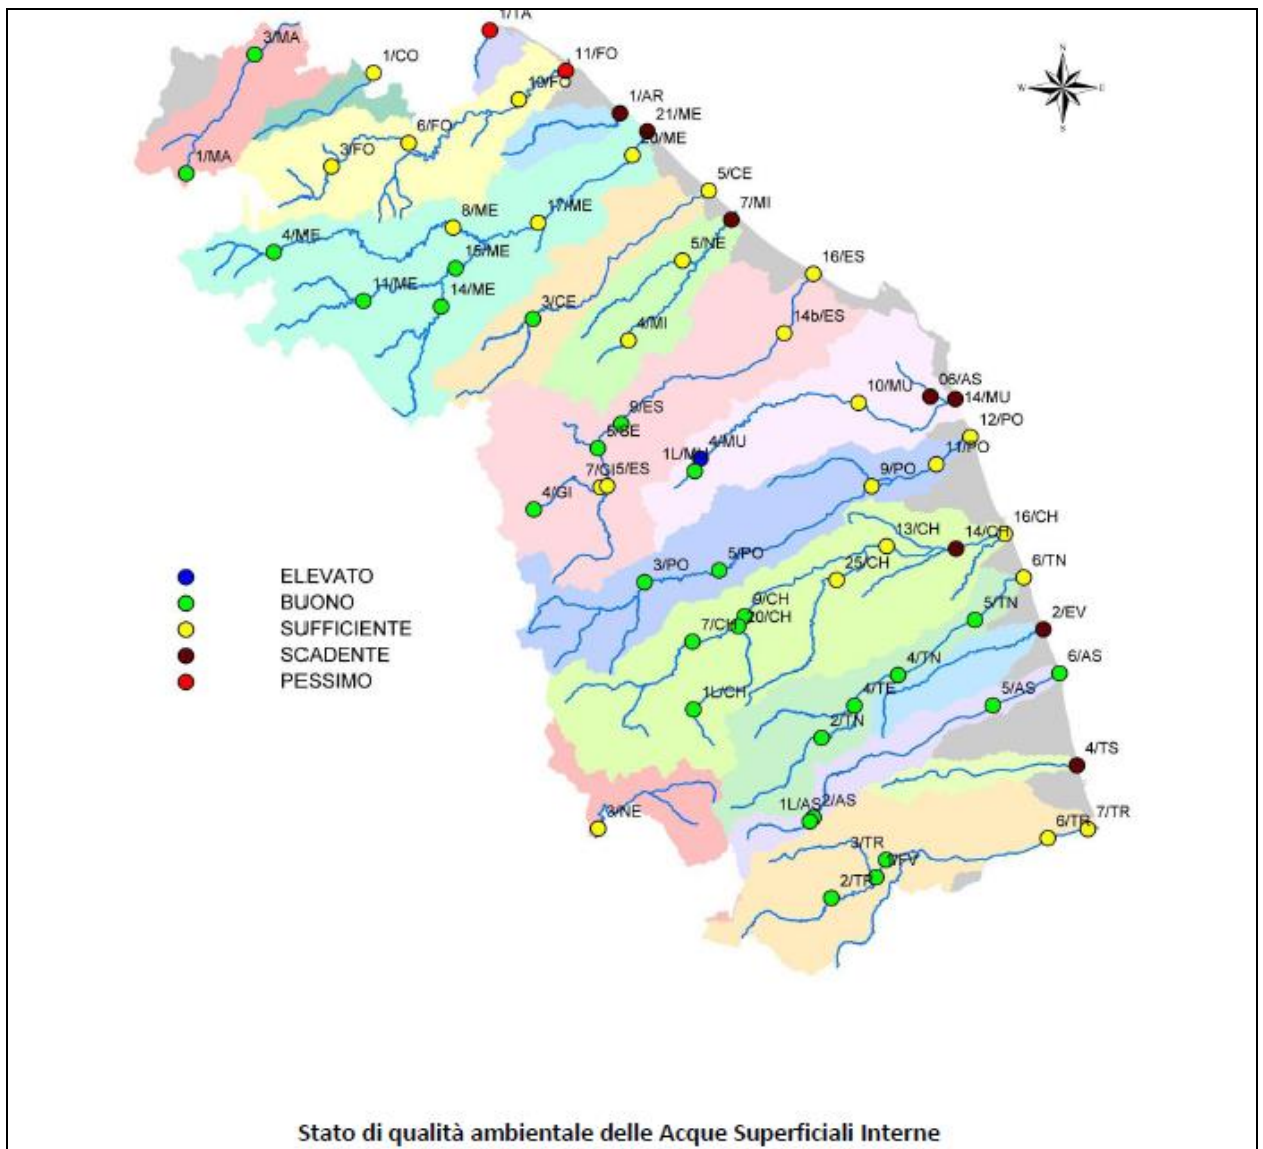 1/TA
3/MA
11/FO
1/CO
N
W
E
S
19/FO
1/AR
21/ME
6/FO
20/ME
3/FO
1/MA
5/CE
7/MI
8/ME
17/ME
4/ME
15/ME
5/NE
16/ES
11/ME
14/ME
3/CE
14b/ES
4/MI
10/MU
06/AS
14/MU
9/ES
12/PO
4/MU
1L/MU
11/PO
7/GI
5/ES
9/PO
4/GI
13/CH
14/CH
16/CH
3/PO
5/PO
25/CH
6/TN
9/CH
20/CH
7/CH
5/TN
2/EV
4/TN
6/AS
1L/CH
4/TE
5/AS
2/TN
4/TS
1L/AS
2/AS
3/NE
6/TR
7/TR
3/TR
2/TR
ELEVATO
BUONO
SUFFICIENTE
SCADENTE
PESSIMO
Stato di qualità ambientale delle Acque Superficiali Interne